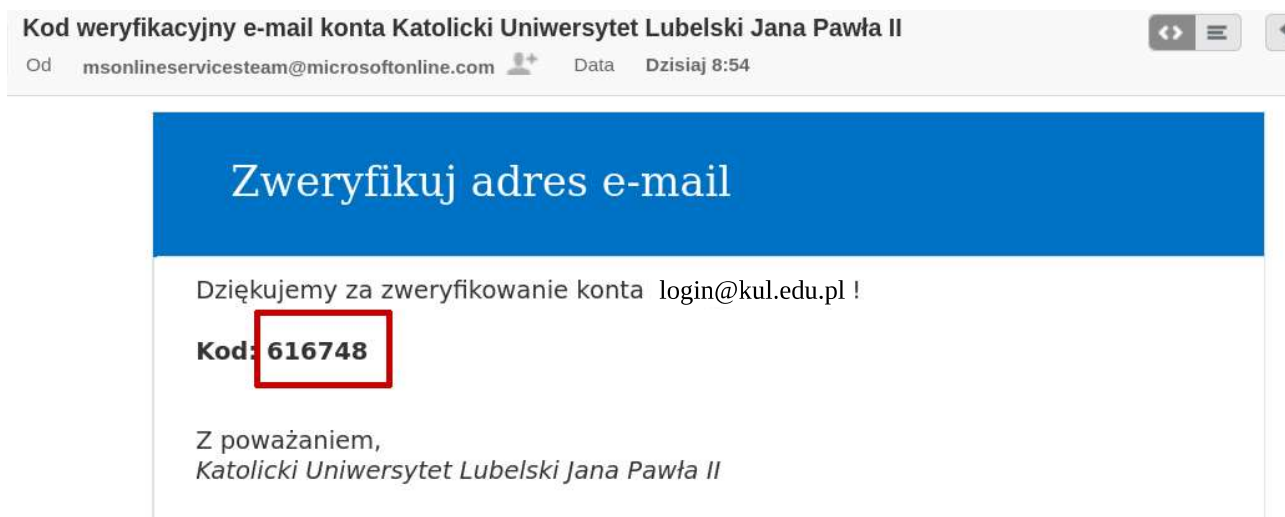 Kod weryfikacyjny e-mail konta Katolicki Uniwersytet Lubelski Jana Pawła II
Od msonlineservicesteam@microsoftonline.com Data Dzisiaj 8:54
Zweryfikuj adres e-mail
Dziękujemy za zweryfikowanie konta login@kul.edu.pl !
Kod: 616748
Z poważaniem,
Katolicki Uniwersytet Lubelski Jana Pawła II